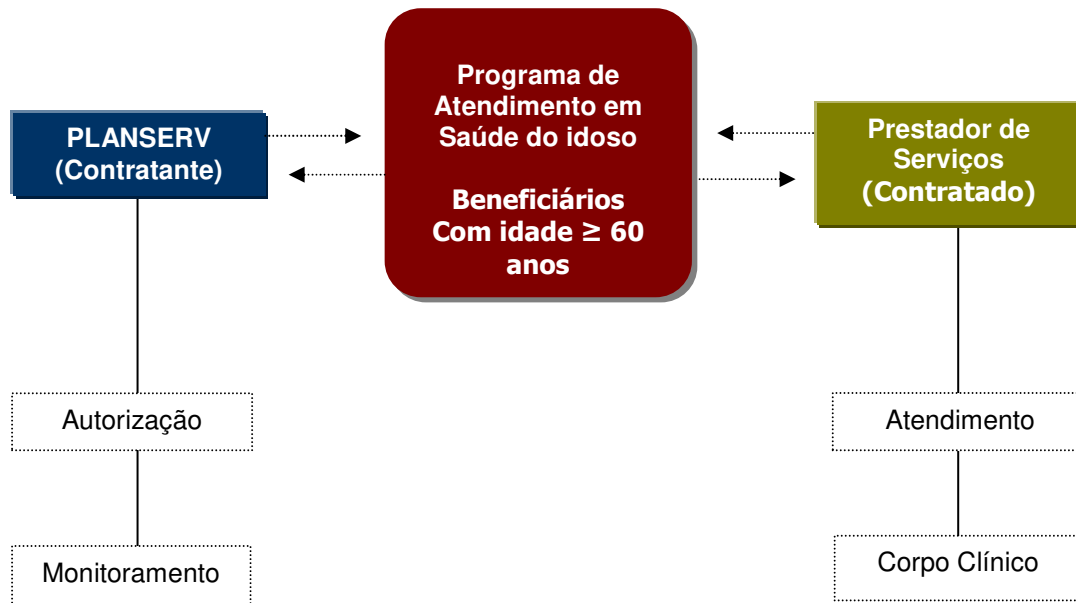 PLANSERV
(Contratante)
Programa de
Atendimento em
Saúde do idoso
Beneficiários
Com idade ≥ 60
anos
Prestador de
Serviços
(Contratado)
Autorização
Atendimento
Monitoramento
Corpo Clínico